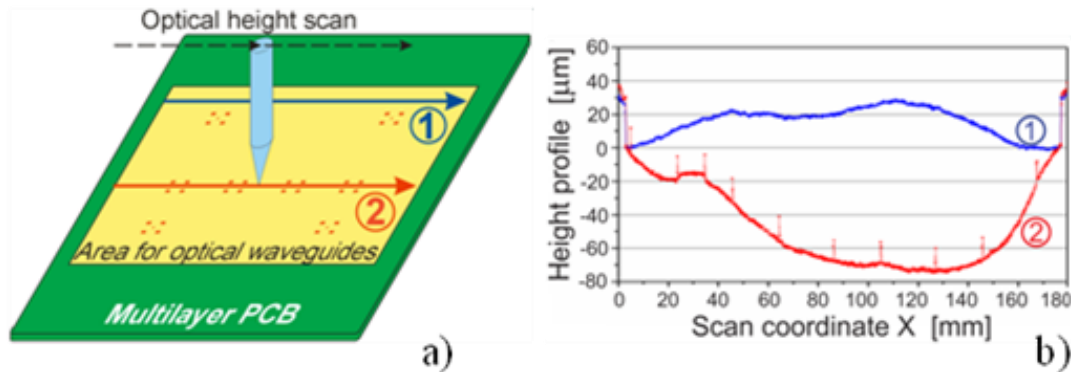 Optical height scan
1
2
Area for optical waveguides
Multilayer PCB
a)
Height profile [µm]
60
40
20
0
-20
-40
-60
-80
1
2
0 20 40 60 80 100 120 140 160 180
Scan coordinate X [mm]
b)